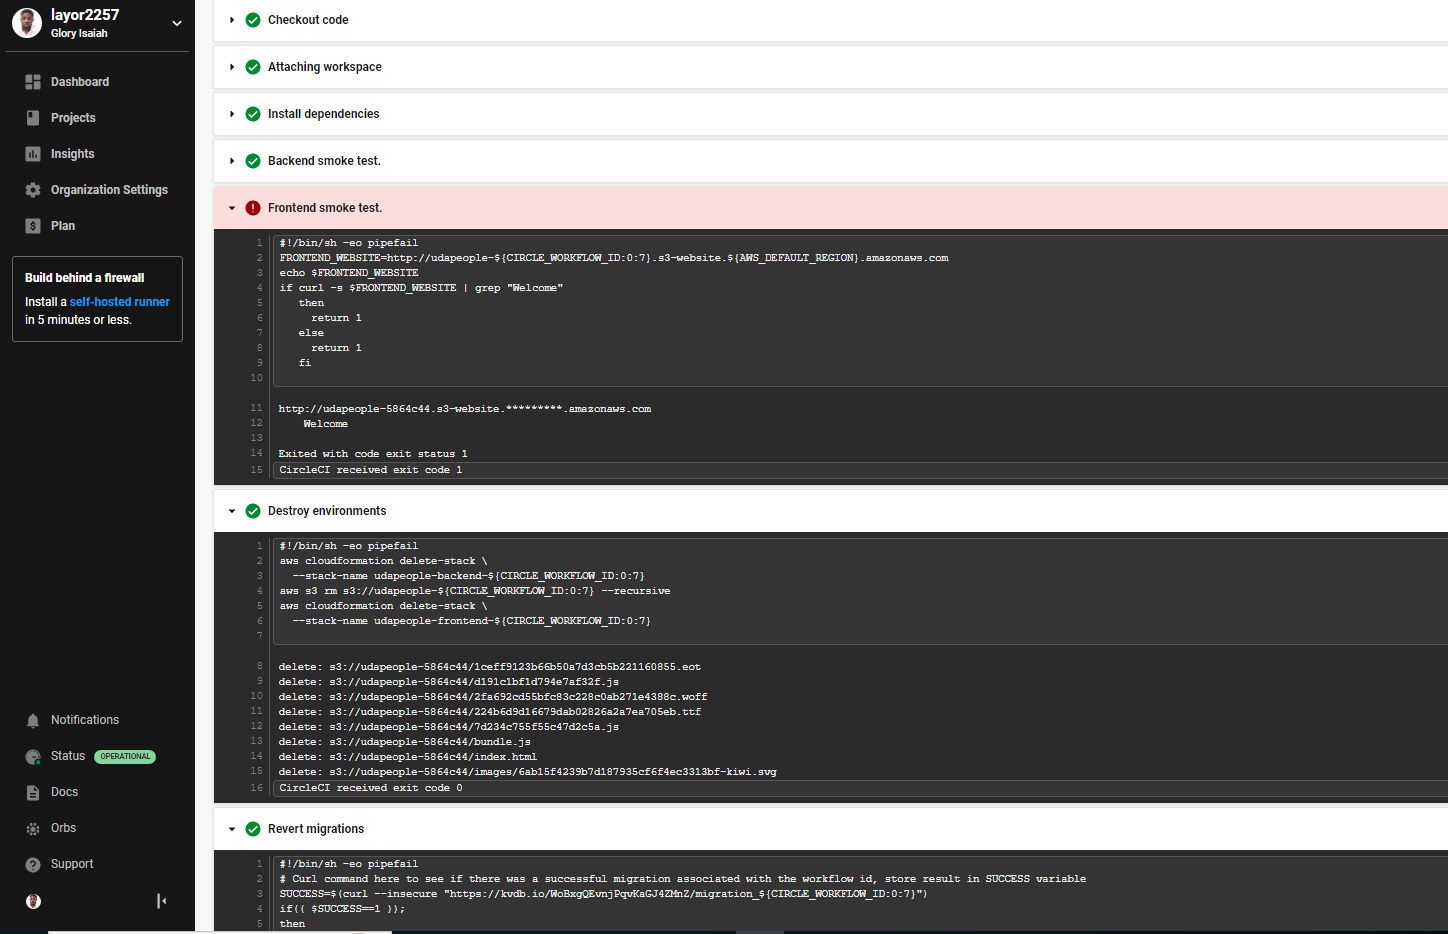 layor2257
Glory Isaiah
Dashboard
Projects
Insights
Organization Settings
Plan
Build behind a firewall
Install a self-hosted runner
in 5 minutes or less.
Notifications
Status OPERATIONAL
Docs
Orbs
Support
Checkout code
Attaching workspace
Install dependencies
Backend smoke test.
Frontend smoke test.
1 #!/bin/sh -eo pipefail
2 FRONTEND_WEBSITE=http://udapeople-${CIRCLE_WORKFLOW_ID:0:7}.s3-website.${AWS_DEFAULT_REGION}.amazonaws.com
3 echo $FRONTEND_WEBSITE
4 if curl -s $FRONTEND_WEBSITE | grep "Welcome"
5 then
6 return 1
7 else
8 return 1
9 fi
10
11 http://udapeople-5864c44.s3-website.*********.amazonaws.com
12 Welcome
13
14 Exited with code exit status 1
15 CircleCI received exit code 1
Destroy environments
1 #!/bin/sh -eo pipefail
2 aws cloudformation delete-stack \
3 --stack-name udapeople-backend-${CIRCLE_WORKFLOW_ID:0:7}
4 aws s3 rm s3://udapeople-${CIRCLE_WORKFLOW_ID:0:7} --recursive
5 aws cloudformation delete-stack \
6 --stack-name udapeople-frontend-${CIRCLE_WORKFLOW_ID:0:7}
7
8 delete: s3://udapeople-5864c44/1ceff9123b66b50a7d3cb5b221160855.eot
9 delete: s3://udapeople-5864c44/d191c1bf1d794e7af32f.js
10 delete: s3://udapeople-5864c44/2fa692cd55bfc83c228c0ab271e4388c.woff
11 delete: s3://udapeople-5864c44/224b6d9d16679dab02826a2a7ea705eb.ttf
12 delete: s3://udapeople-5864c44/7d234c755f55c47d2c5a.js
13 delete: s3://udapeople-5864c44/bundle.js
14 delete: s3://udapeople-5864c44/index.html
15 delete: s3://udapeople-5864c44/images/6ab15f4239b7d187935cf6f4ec3313bf-kiwi.svg
16 CircleCI received exit code 0
Revert migrations
1 #!/bin/sh -eo pipefail
2 # Curl command here to see if there was a successful migration associated with the workflow id, store result in SUCCESS variable
3 SUCCESS=$(curl --insecure "https://kvdb.io/WoBxgQEvnjPqvKaGJ4ZMnZ/migration_${CIRCLE_WORKFLOW_ID:0:7}")
4 if(( $SUCCESS==1 ));
5 then